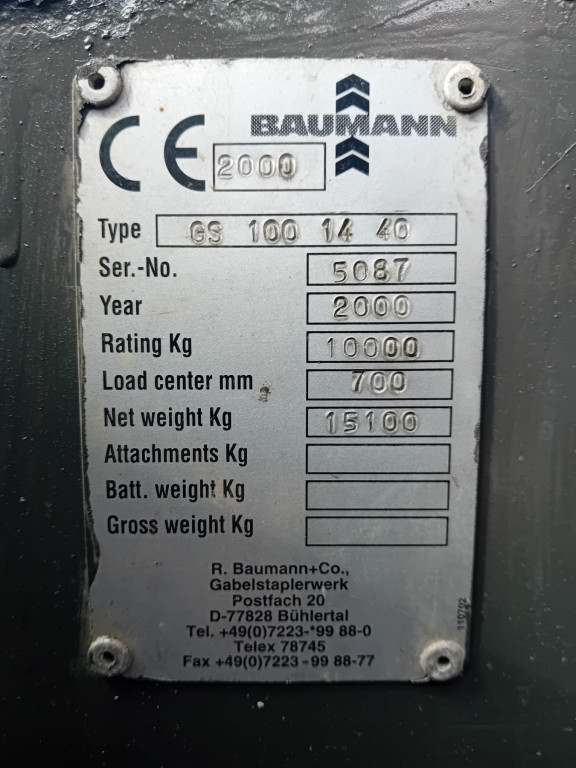 CE BAUMANN
2000
Type GS 100 14 40
Ser.-No. 5087
Year 2000
Rating Kg 10000
Load center mm 700
Net weight Kg 15100
Attachments Kg
Batt. weight Kg
Gross weight Kg
R. Baumann+Co.,
Gabelstaplerwerk
Postfach 20
D-77828 Bühlertal
Tel. +49(0)7223-*99 88-0
Telex 78745
Fax +49(0)7223-99 88-77
110702